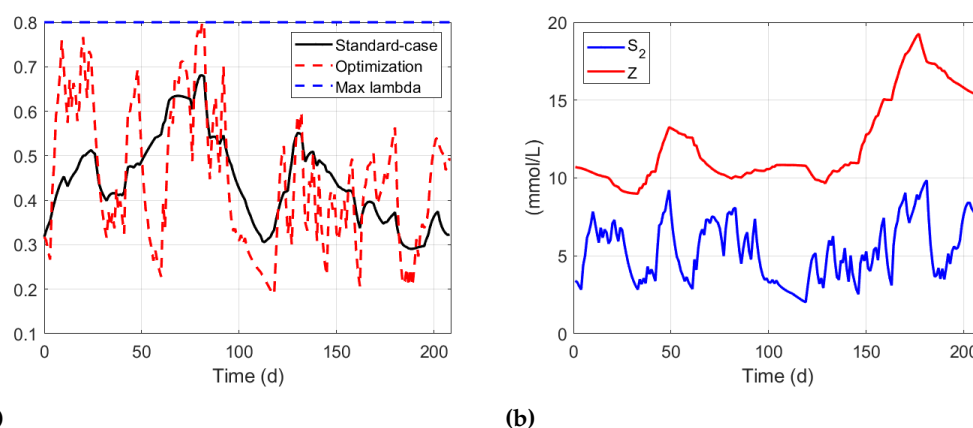 0.8
0.7
0.6
0.5
0.4
0.3
0.2
0.1
Standard-case
Optimization
Max lambda
0 50 100 150 200
Time (d)
)
20
15
10
5
0
(mmol/L)
S2
Z
0 50 100 150 200
Time (d)
(b)